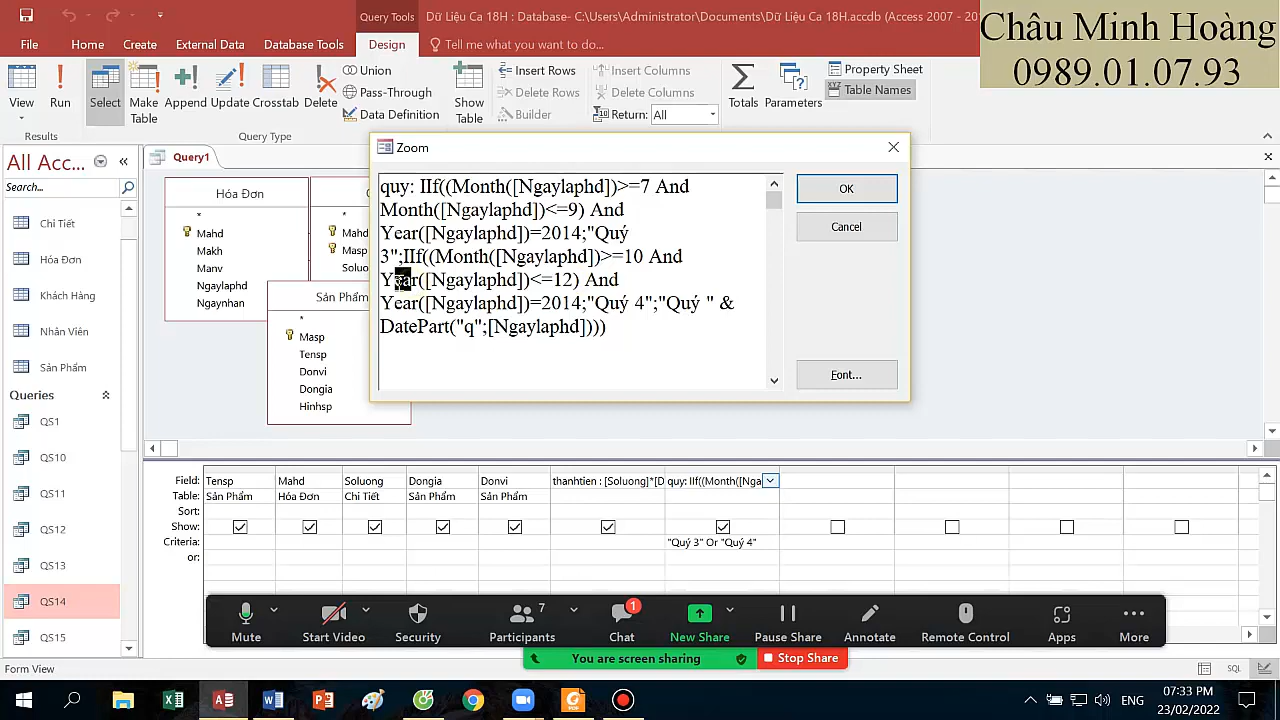 Query Tools
Dữ Liệu Ca 18H : Database- C:\Users\Administrator\Documents\Dữ Liệu Ca 18H.accdb (Access 2007 - 20
Châu Minh Hoàng
0989.01.07.93
File
Home
Create
External Data
Database Tools
Design
Tell me what you want to do...
View
Run
Select
Make Table
Append
Update
Crosstab
Delete
Union
Pass-Through
Data Definition
Show Table
Insert Rows
Delete Rows
Builder
Insert Columns
Delete Columns
Return: All
Totals
Parameters
Property Sheet
Table Names
Results
Query Type
All Acc...
Search...
Chi Tiết
Hóa Đơn
Khách Hàng
Nhân Viên
Sản Phẩm
Queries
QS1
QS10
QS11
QS12
QS13
QS14
QS15
Query1
Hóa Đơn
*
Mahd
Makh
Manv
Ngaylaphd
Ngaynhan
*
Mahd
Masp
Soluo
Sản Phẩm
*
Masp
Tensp
Donvi
Dongia
Hinhsp
Zoom
quy: IIf((Month([Ngaylaphd])>=7 And
Month([Ngaylaphd])<=9) And
Year([Ngaylaphd])=2014;"Quý
3";IIf((Month([Ngaylaphd])>=10 And
Year([Ngaylaphd])<=12) And
Year([Ngaylaphd])=2014;"Quý 4";"Quý " &
DatePart("q";[Ngaylaphd])))
OK
Cancel
Font...
Field: Tensp Mahd Soluong Dongia Donvi thanhtien : [Soluong]*[D quy: IIf((Month([Nga
Table: Sản Phẩm Hóa Đơn Chi Tiết Sản Phẩm Sản Phẩm
Sort:
Show:
Criteria: "Quý 3" Or "Quý 4"
or:
Mute
Start Video
Security
7
Participants
1
Chat
New Share
Pause Share
Annotate
Remote Control
Apps
More
You are screen sharing
Stop Share
Form View
SQL
ENG
07:33 PM
23/02/2022